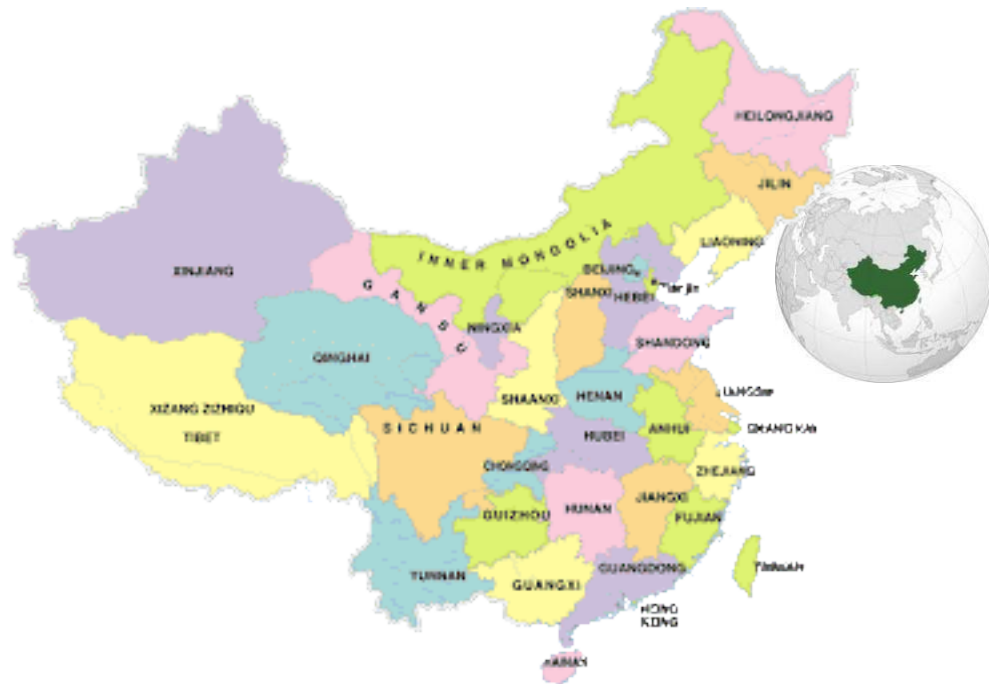 HEILONGJIANG
JILIN
LIAONING
INNER MONGOLIA
XINJIANG
GANSU
BEIJING
SHANXI
HEBEI
NINGXIA
SHANDONG
QINGHAI
SHAANXI
HENAN
XIZANG ZIZHIQU
TIBET
SICHUAN
HUBEI
ANHUI
CHONGQING
ZHEJIANG
JIANGXI
GUIZHOU
HUNAN
FUJIAN
YUNNAN
GUANGXI
GUANGDONG
HONG
KONG
HAINAN